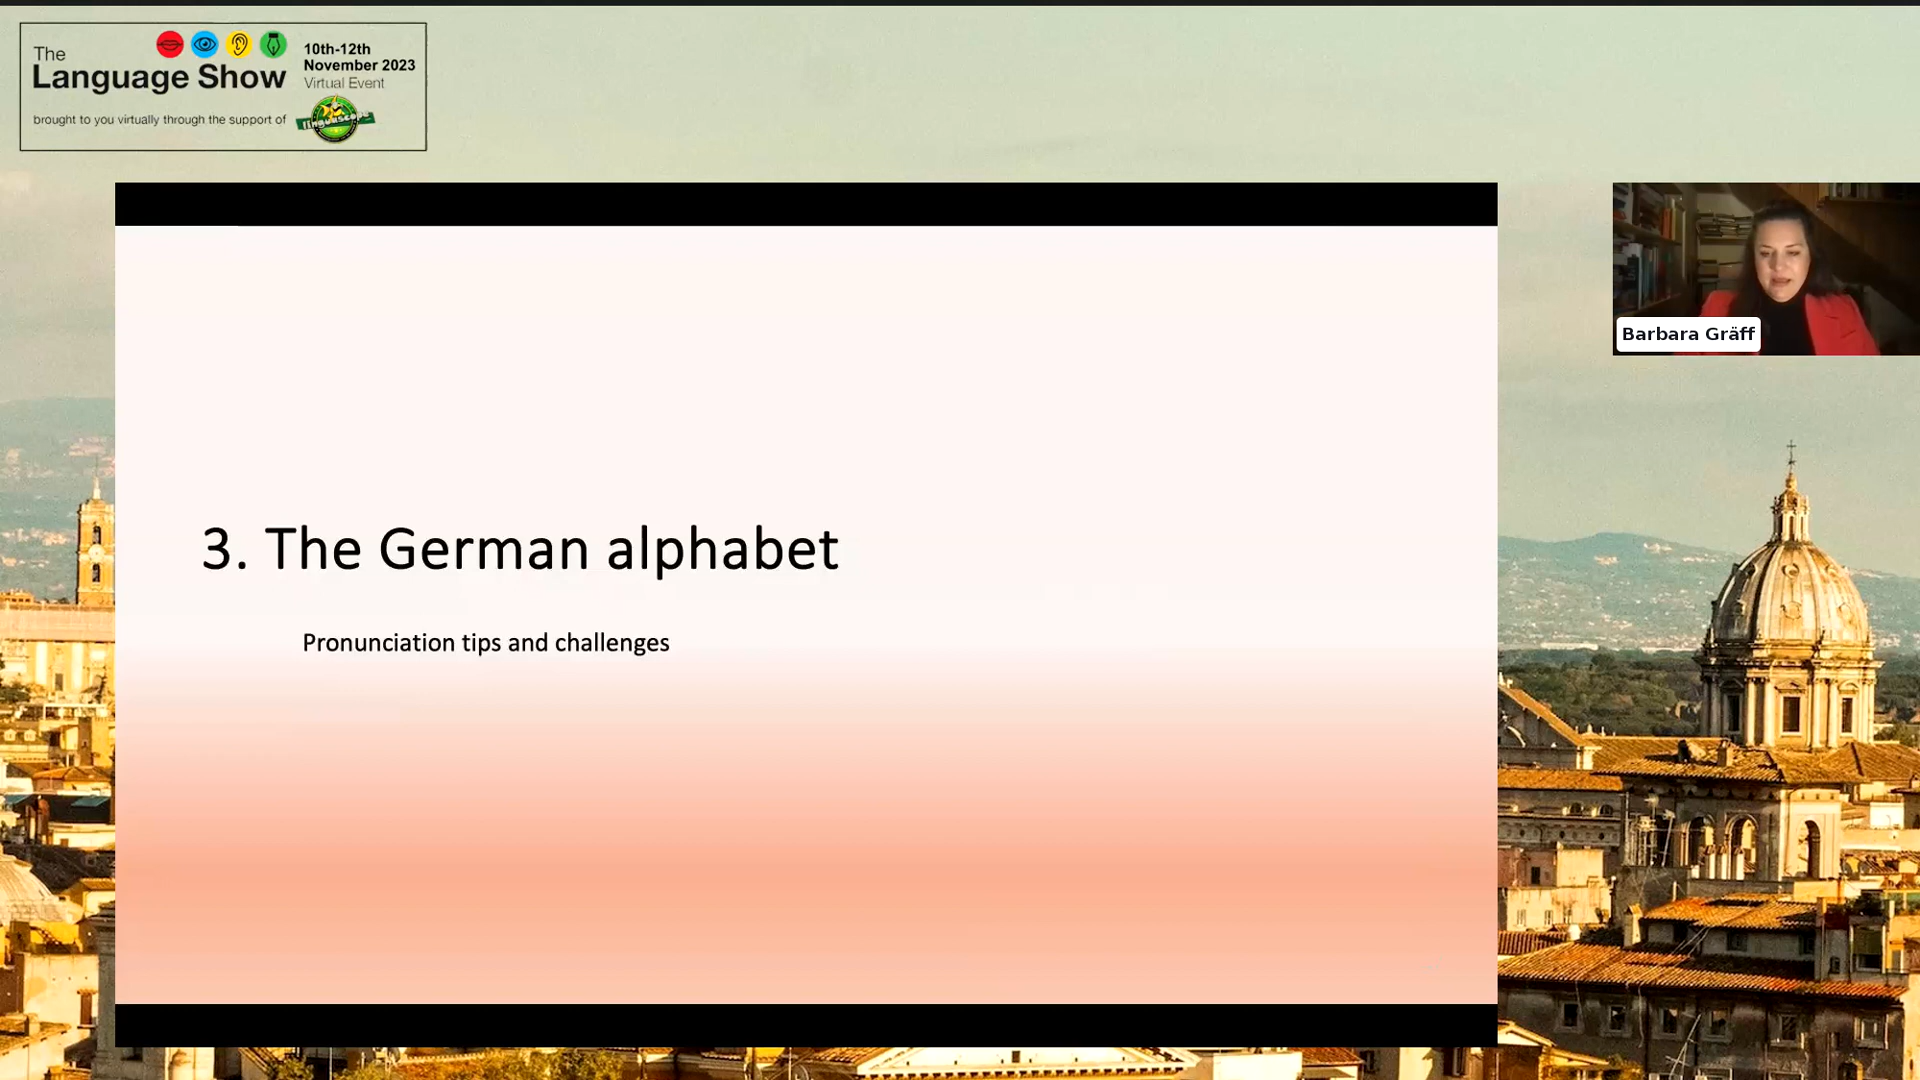 The
Language Show
10th-12th
November 2023
Virtual Event
brought to you virtually through the support of
linguascope
Barbara Gräff
3. The German alphabet
Pronunciation tips and challenges